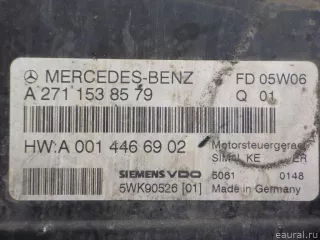 MERCEDES-BENZ FD 05W06
A 271 153 85 79 Q 01
HW:A 001 446 69 02 Motorsteuergerät
SIM4LKE
SIEMENS VDO 5061 0148
5WK90526 [01] Made in Germany
eaural.ru